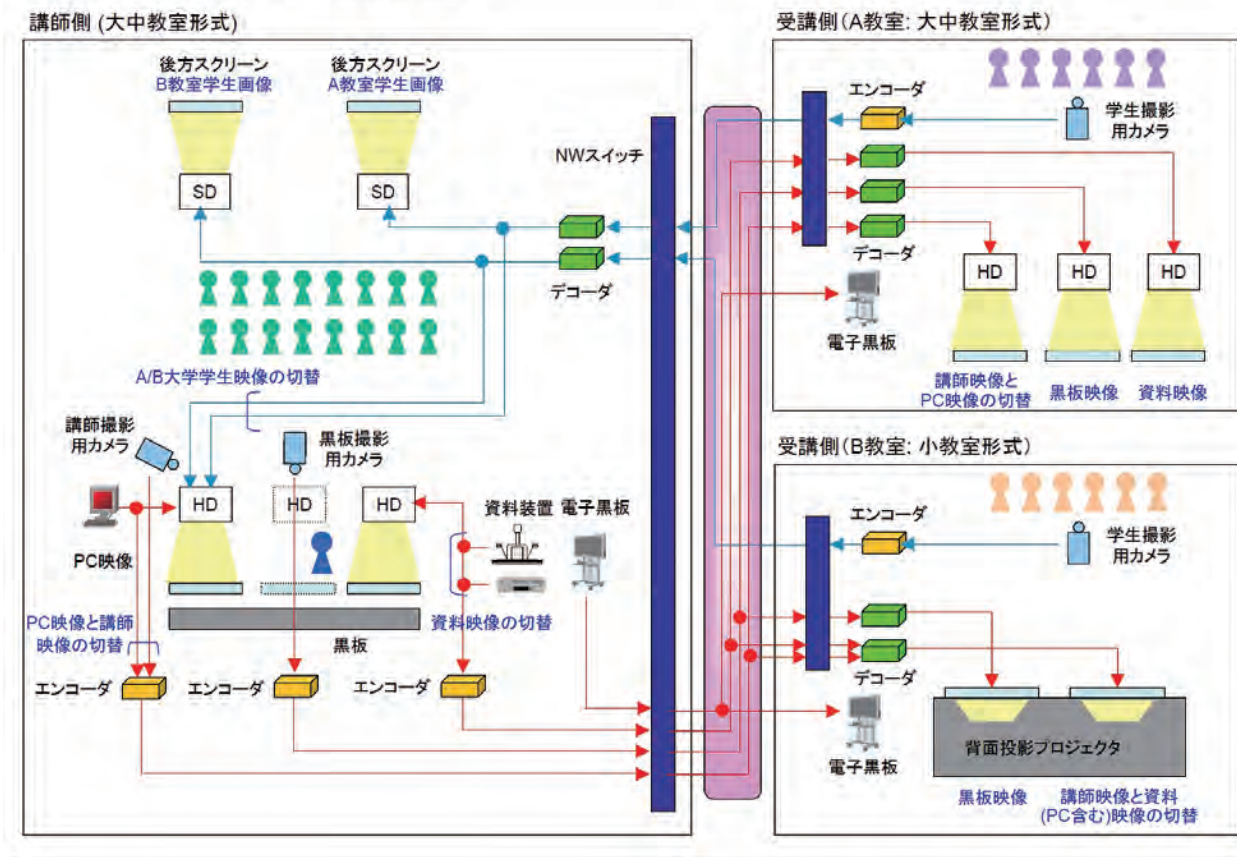 講師側 (大中教室形式)
後方スクリーン
B教室学生画像
後方スクリーン
A教室学生画像
SD
SD
NWスイッチ
デコーダ
A/B大学学生映像の切替
講師撮影
用カメラ
黒板撮影
用カメラ
HD
HD
HD
PC映像
資料装置
電子黒板
PC映像と講師
映像の切替
黒板
資料映像の切替
エンコーダ
エンコーダ
エンコーダ
受講側(A教室: 大中教室形式)
エンコーダ
学生撮影
用カメラ
デコーダ
電子黒板
HD
HD
HD
講師映像と
PC映像の切替
黒板映像
資料映像
受講側(B教室: 小教室形式)
エンコーダ
学生撮影
用カメラ
デコーダ
電子黒板
背面投影プロジェクタ
黒板映像
講師映像と資料
(PC含む)映像の切替